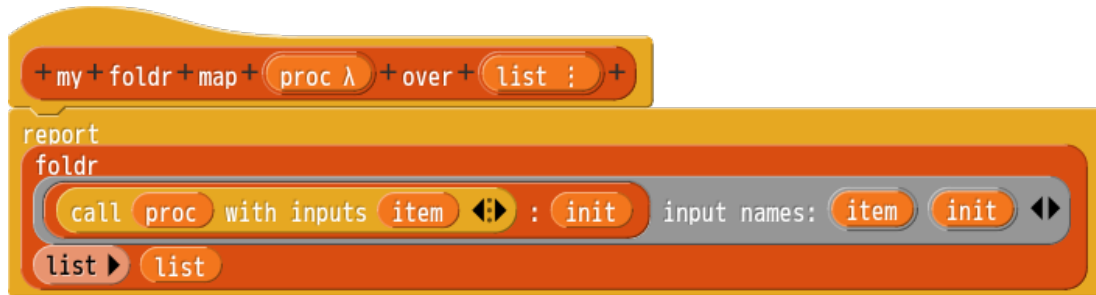 +my+foldr+map+ proc λ +over+ list ⋮ +
report
foldr
call proc with inputs item : init input names: item init
list list